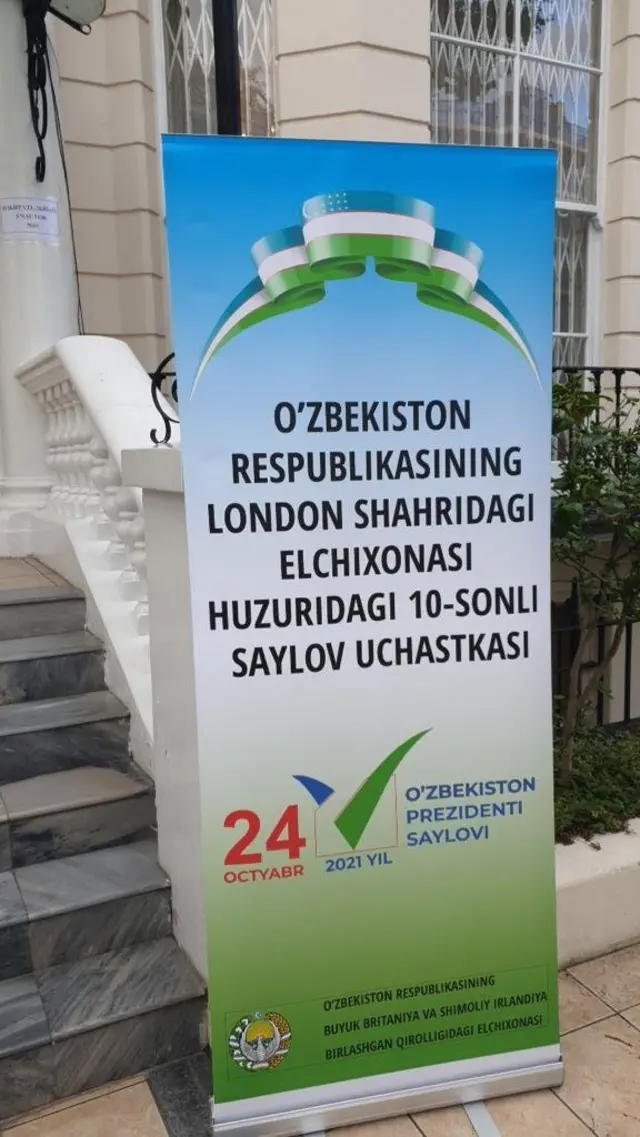 O'ZBEKISTON
RESPUBLIKASINING
LONDON SHAHRIDAGI
ELCHIXONASI
HUZURIDAGI 10-SONLI
SAYLOV UCHASTKASI
24
OCTYABR
2021 YIL
O'ZBEKISTON
PREZIDENTI
SAYLOVI
O'ZBEKISTON RESPUBLIKASINING
BUYUK BRITANIYA VA SHIMOLIY IRLANDIYA
BIRLASHGAN QIROLLIGIDAGI ELCHIXONASI